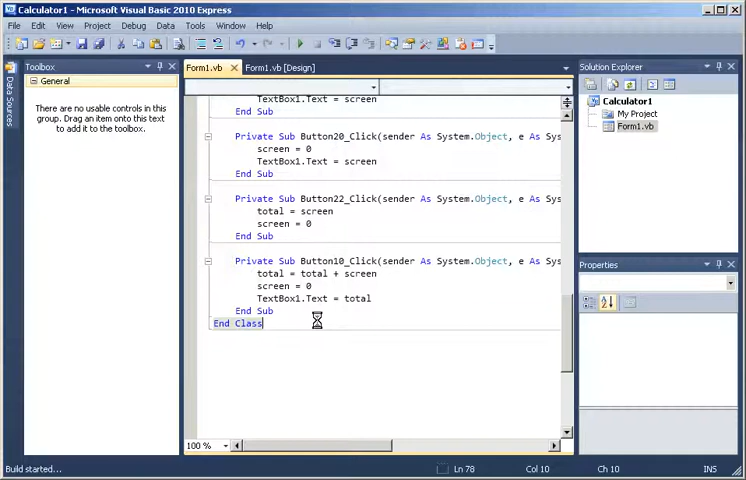 Calculator1 - Microsoft Visual Basic 2010 Express
File Edit View Project Debug Data Tools Window Help
Toolbox
General
There are no usable controls in this
group. Drag an item onto this text
to add it to the toolbox.
Data Sources
Form1.vb Form1.vb [Design]
TextBox1.Text = screen
End Sub
Private Sub Button20_Click(sender As System.Object, e As Sys
screen = 0
TextBox1.Text = screen
End Sub
Private Sub Button22_Click(sender As System.Object, e As Sys
total = screen
screen = 0
End Sub
Private Sub Button10_Click(sender As System.Object, e As Sys
total = total + screen
screen = 0
TextBox1.Text = total
End Sub
End Class
100 %
Solution Explorer
Calculator1
My Project
Form1.vb
Properties
Build started...
Ln 78 Col 10 Ch 10 INS